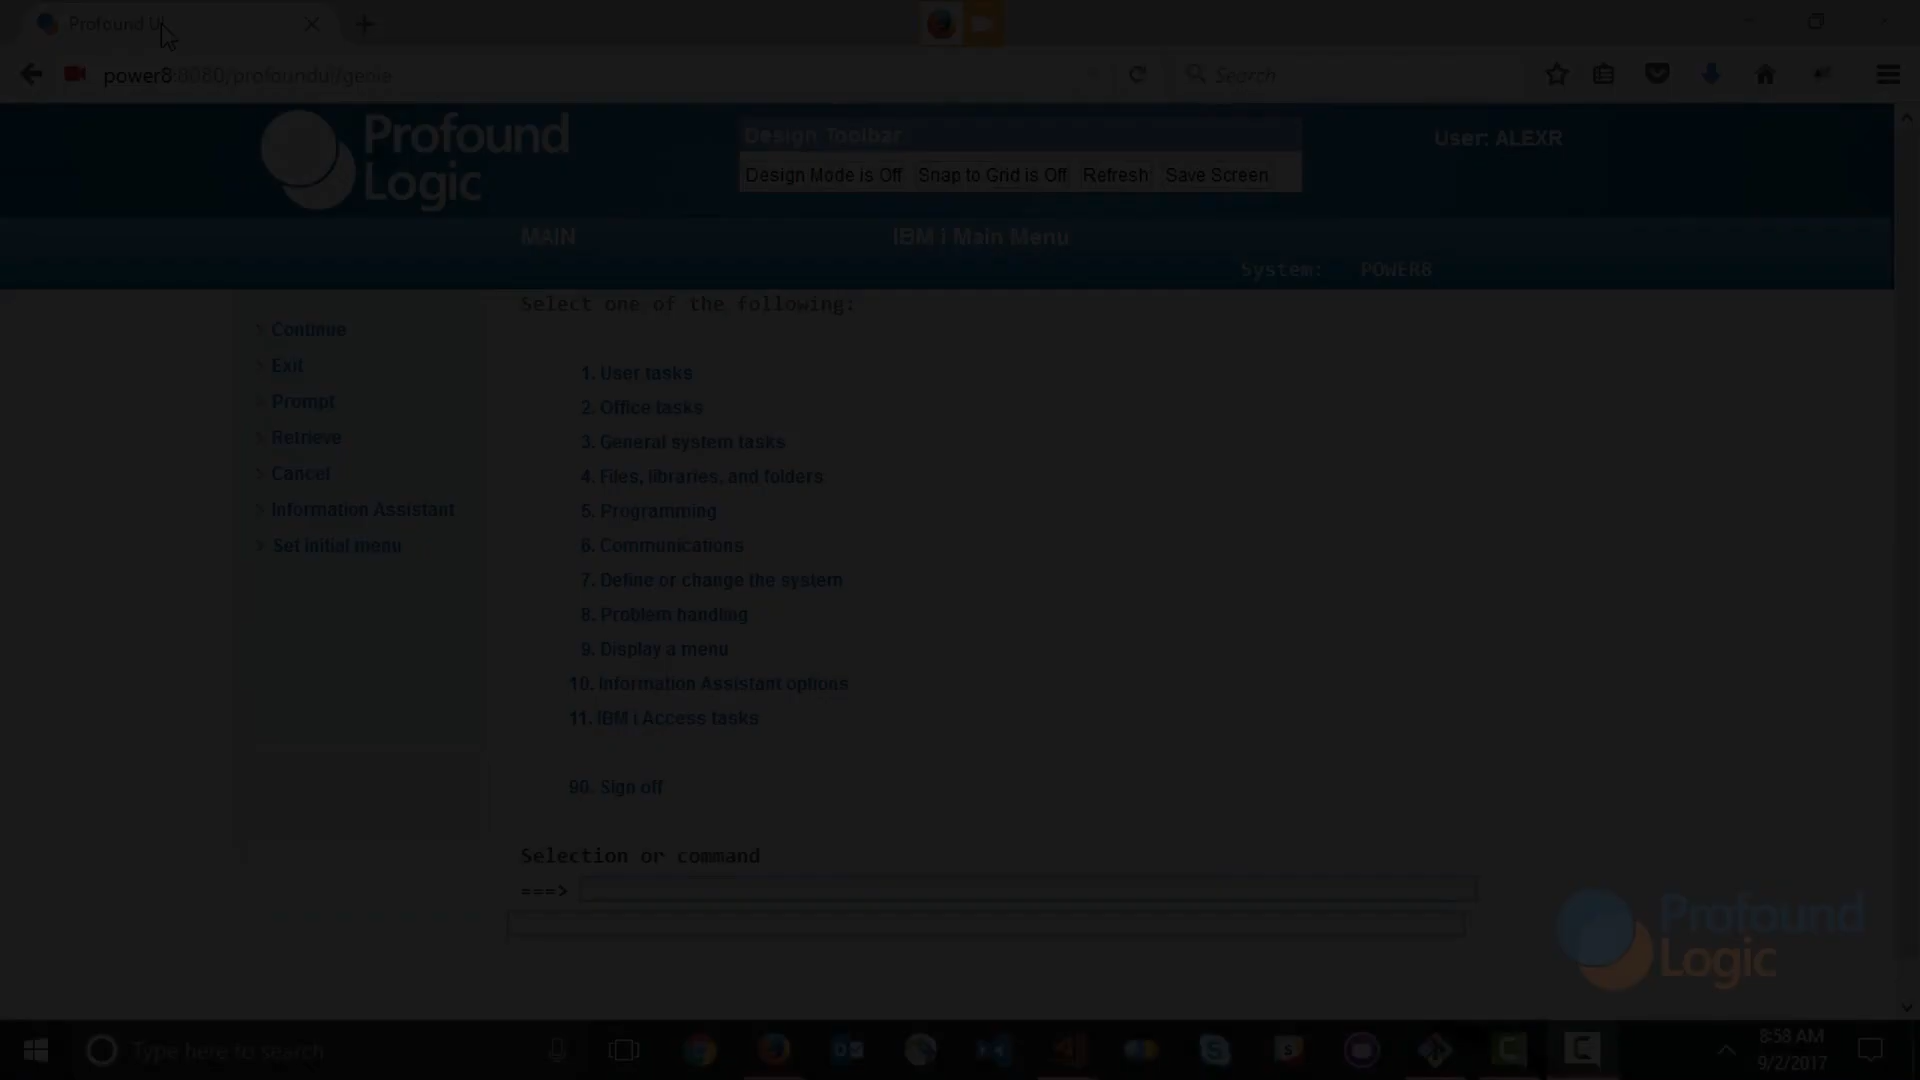 Profound UI
power8:8080/profoundui/genie
Search
Profound
Logic
Design Toolbar
Design Mode is Off Snap to Grid is Off Refresh Save Screen
User: ALEXR
MAIN IBM i Main Menu
System: POWER8
Select one of the following:
Continue
Exit
Prompt
Retrieve
Cancel
Information Assistant
Set initial menu
1. User tasks
2. Office tasks
3. General system tasks
4. Files, libraries, and folders
5. Programming
6. Communications
7. Define or change the system
8. Problem handling
9. Display a menu
10. Information Assistant options
11. IBM i Access tasks
90. Sign off
Selection or command
===>
Profound
Logic
Type here to search
8:58 AM
9/2/2017